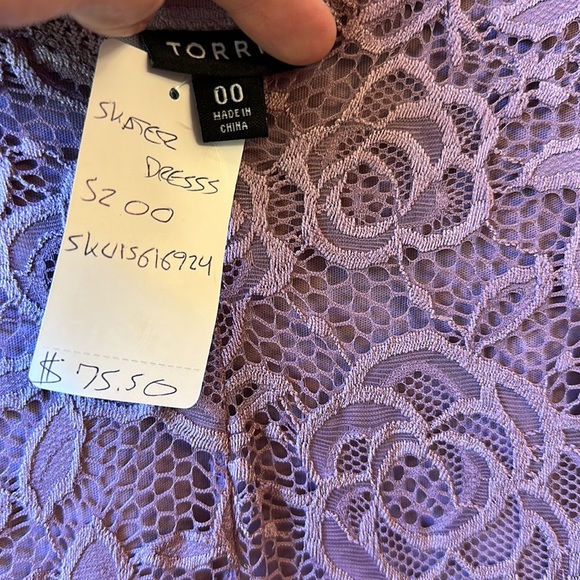 TORRI
00
MADE IN
CHINA
SKATER
DRESSS
SZ 00
SKU15616924
$ 75.50